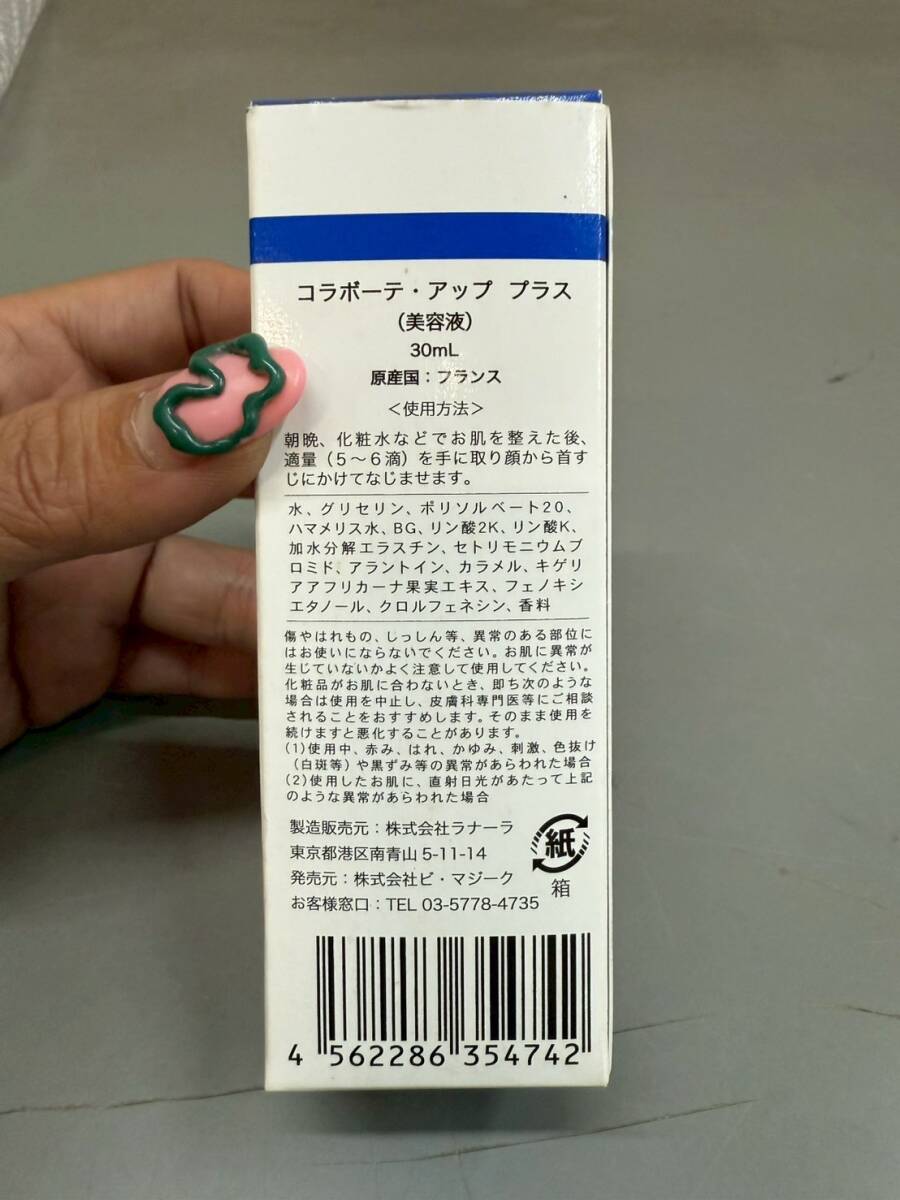 コラボーテ・アップ プラス
（美容液）
30mL
原産国：フランス
＜使用方法＞
朝晩、化粧水などでお肌を整えた後、
適量（5～6滴）を手に取り顔から首す
じにかけてなじませます。
水、グリセリン、ポリソルベート20、
ハマメリス水、BG、リン酸2K、リン酸K、
加水分解エラスチン、セトリモニウムブ
ロミド、アラントイン、カラメル、キゲリ
アアフリカーナ果実エキス、フェノキシ
エタノール、クロルフェネシン、香料
傷やはれもの、じっしん等、異常のある部位に
はお使いにならないでください。お肌に異常が
生じていないかよく注意して使用してください。
化粧品がお肌に合わないとき、即ち次のような
場合は使用を中止し、皮膚科専門医等にご相談
されることをおすすめします。そのまま使用を
続けますと悪化することがあります。
(1)使用中、赤み、はれ、かゆみ、刺激、色抜け
（白斑等）や黒ずみ等の異常があらわれた場合
(2)使用したお肌に、直射日光があたって上記
のような異常があらわれた場合
製造販売元：株式会社ラナーラ
東京都港区南青山 5-11-14
発売元：株式会社ビ・マジーク
お客様窓口：TEL 03-5778-4735
紙
箱
4 562286 354742